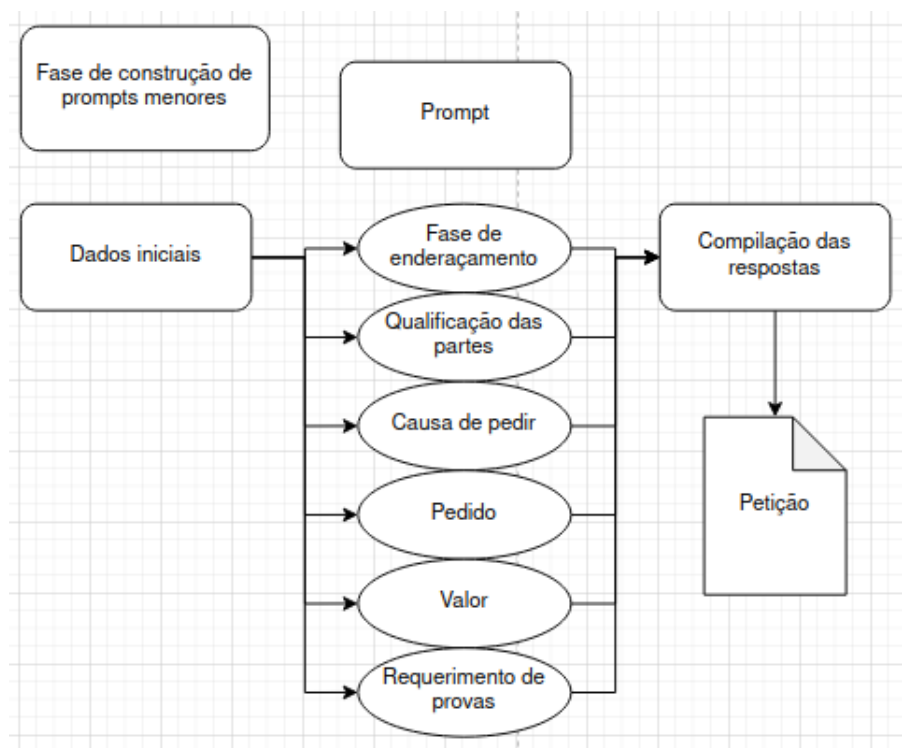 Fase de construção de
prompts menores
Prompt
Dados iniciais
Fase de
enderaçamento
Qualificação das
partes
Causa de pedir
Pedido
Valor
Requerimento de
provas
Compilação das
respostas
Petição